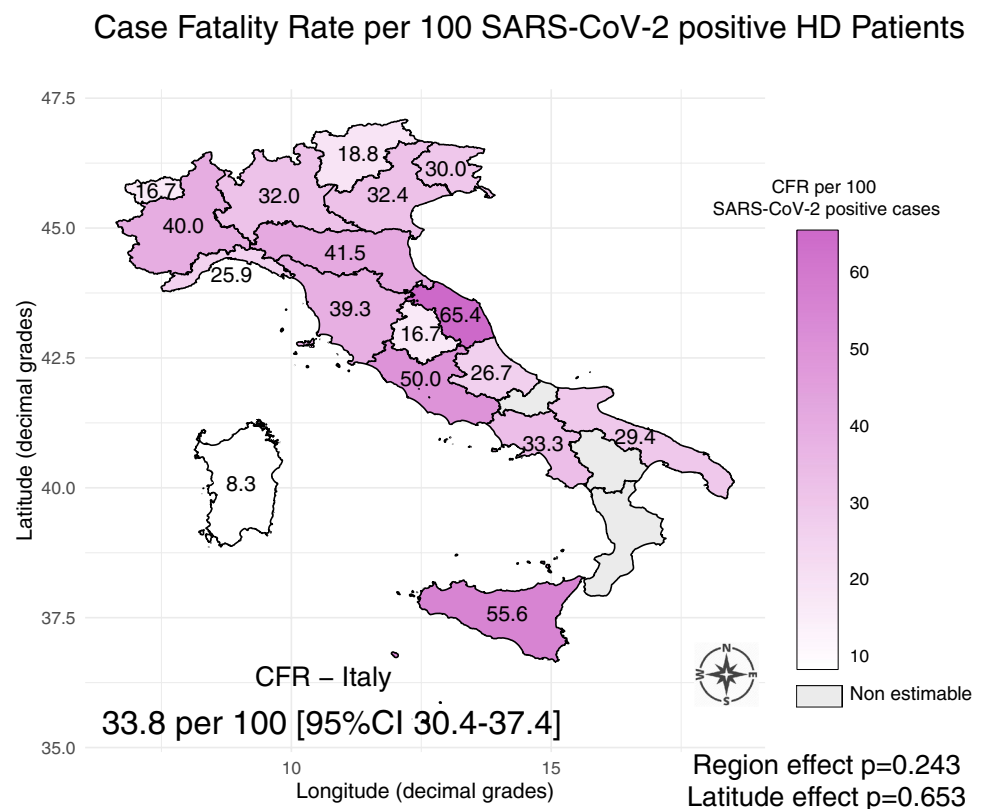 Case Fatality Rate per 100 SARS-CoV-2 positive HD Patients
47.5
45.0
42.5
40.0
37.5
35.0
Latitude (decimal grades)
10
15
Longitude (decimal grades)
18.8
30.0
16.7
32.0
32.4
40.0
41.5
25.9
39.3
65.4
16.7
50.0
26.7
33.3
29.4
8.3
55.6
CFR – Italy
33.8 per 100 [95%CI 30.4-37.4]
CFR per 100
SARS-CoV-2 positive cases
60
50
40
30
20
10
Non estimable
N
W
E
S
Region effect p=0.243
Latitude effect p=0.653